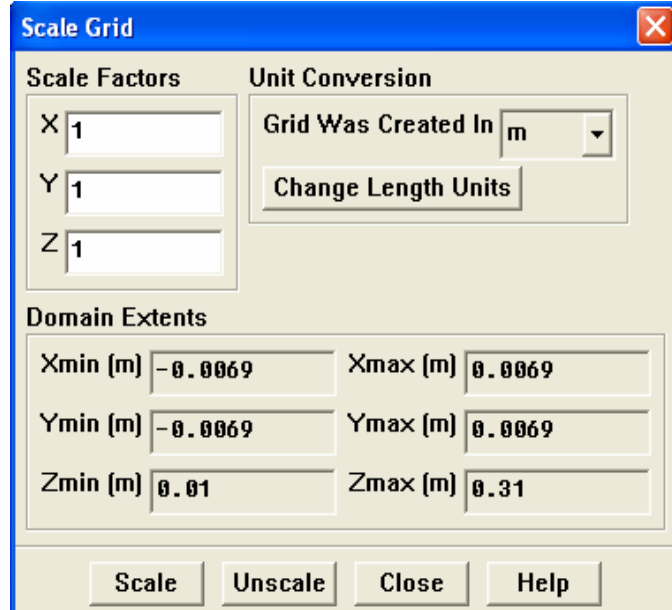 Scale Grid
Scale Factors
Unit Conversion
X 1
Grid Was Created In m
Y 1
Change Length Units
Z 1
Domain Extents
Xmin (m) -0.0069 Xmax (m) 0.0069
Ymin (m) -0.0069 Ymax (m) 0.0069
Zmin (m) 0.01 Zmax (m) 0.31
Scale Unscale Close Help